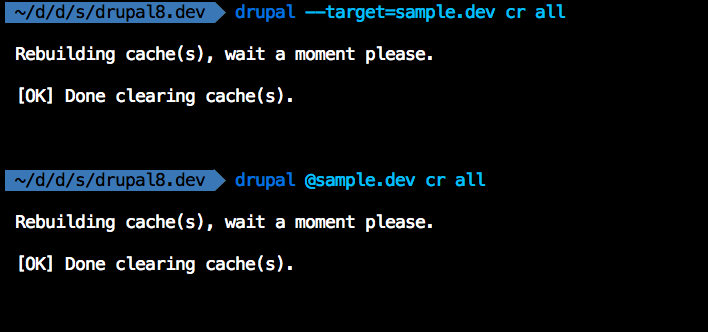 ~/d/d/s/drupal8.dev drupal --target=sample.dev cr all
Rebuilding cache(s), wait a moment please.
[OK] Done clearing cache(s).
~/d/d/s/drupal8.dev drupal @sample.dev cr all
Rebuilding cache(s), wait a moment please.
[OK] Done clearing cache(s).